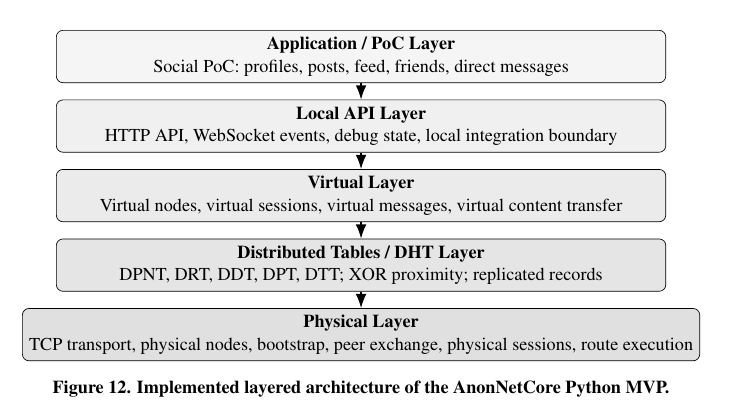 Application / PoC Layer
Social PoC: profiles, posts, feed, friends, direct messages
Local API Layer
HTTP API, WebSocket events, debug state, local integration boundary
Virtual Layer
Virtual nodes, virtual sessions, virtual messages, virtual content transfer
Distributed Tables / DHT Layer
DPNT, DRT, DDT, DPT, DTT; XOR proximity; replicated records
Physical Layer
TCP transport, physical nodes, bootstrap, peer exchange, physical sessions, route execution
Figure 12. Implemented layered architecture of the AnonNetCore Python MVP.